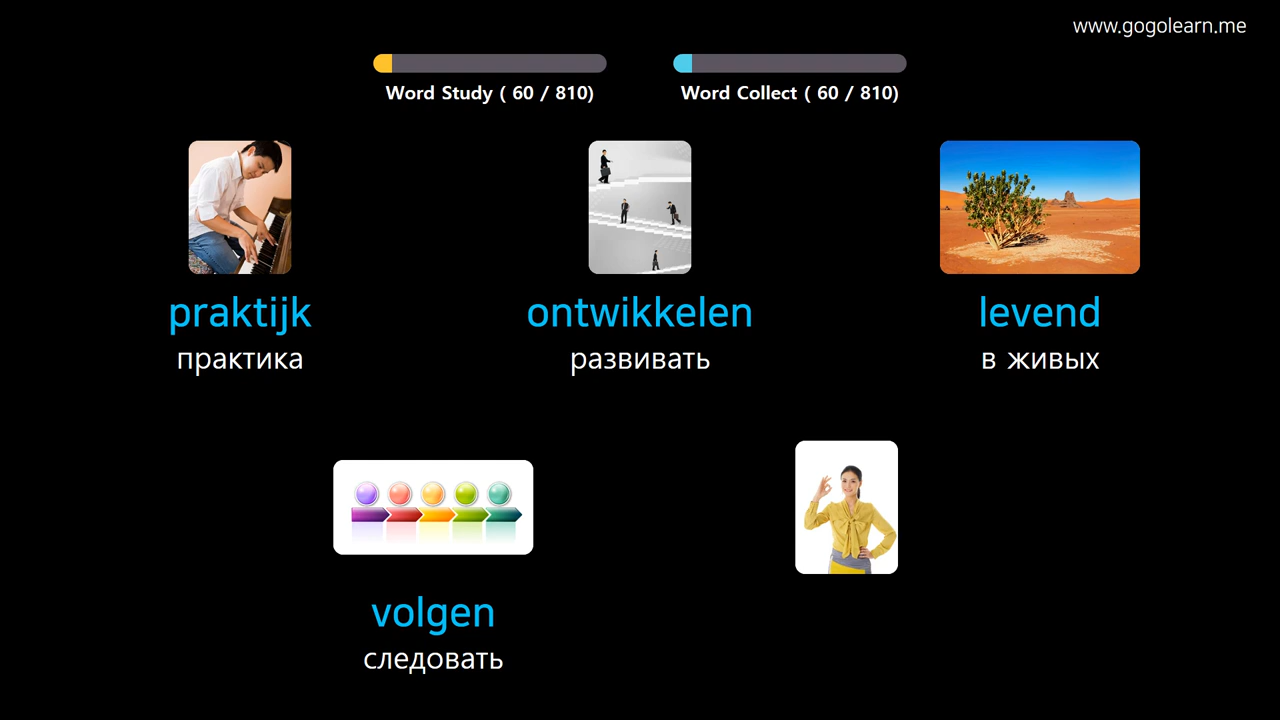 www.gogolearn.me
Word Study ( 60 / 810)
Word Collect ( 60 / 810)
praktijk
практика
ontwikkelen
развивать
levend
в живых
volgen
следовать